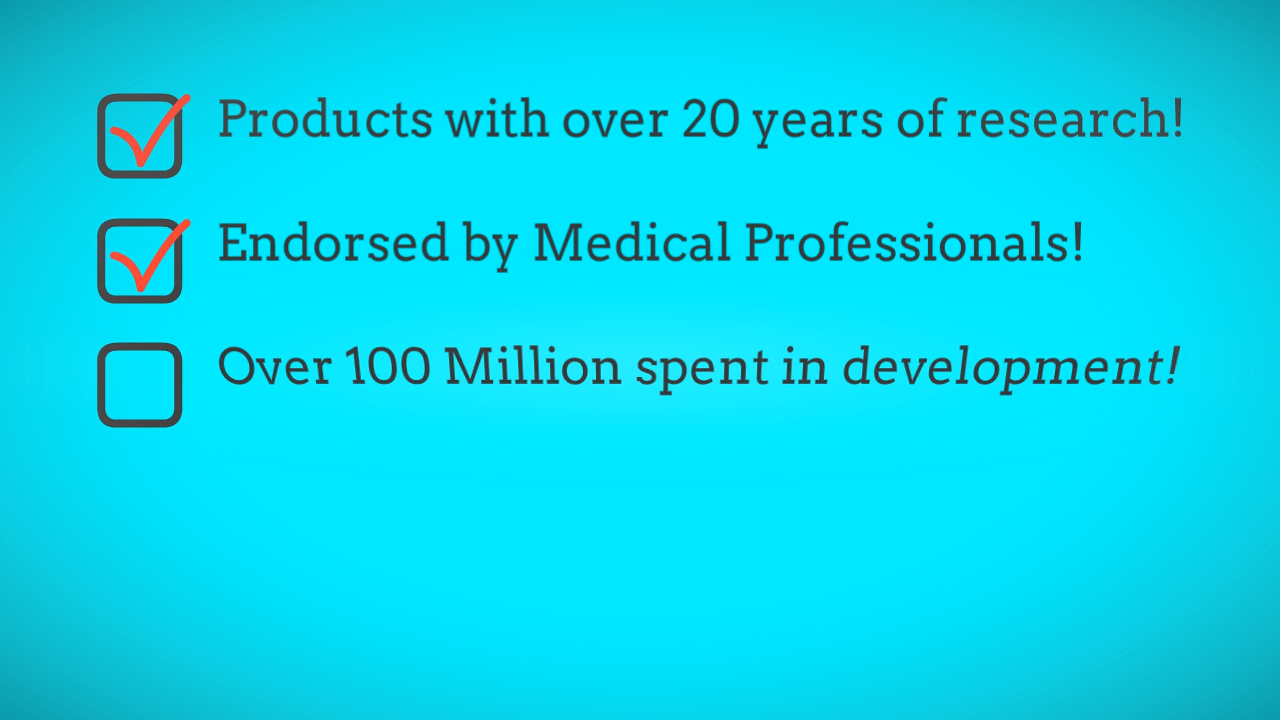 Products with over 20 years of research!
Endorsed by Medical Professionals!
Over 100 Million spent in development!